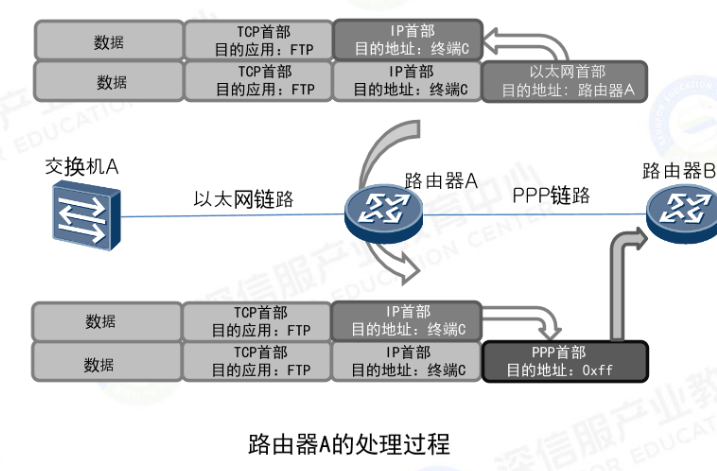 数据
TCP首部
目的应用：FTP
IP首部
目的地址：终端C
数据
TCP首部
目的应用：FTP
IP首部
目的地址：终端C
以太网首部
目的地址：路由器A
交换机A
以太网链路
路由器A
PPP链路
路由器B
数据
TCP首部
目的应用：FTP
IP首部
目的地址：终端C
数据
TCP首部
目的应用：FTP
IP首部
目的地址：终端C
PPP首部
目的地址：0xff
路由器A的处理过程